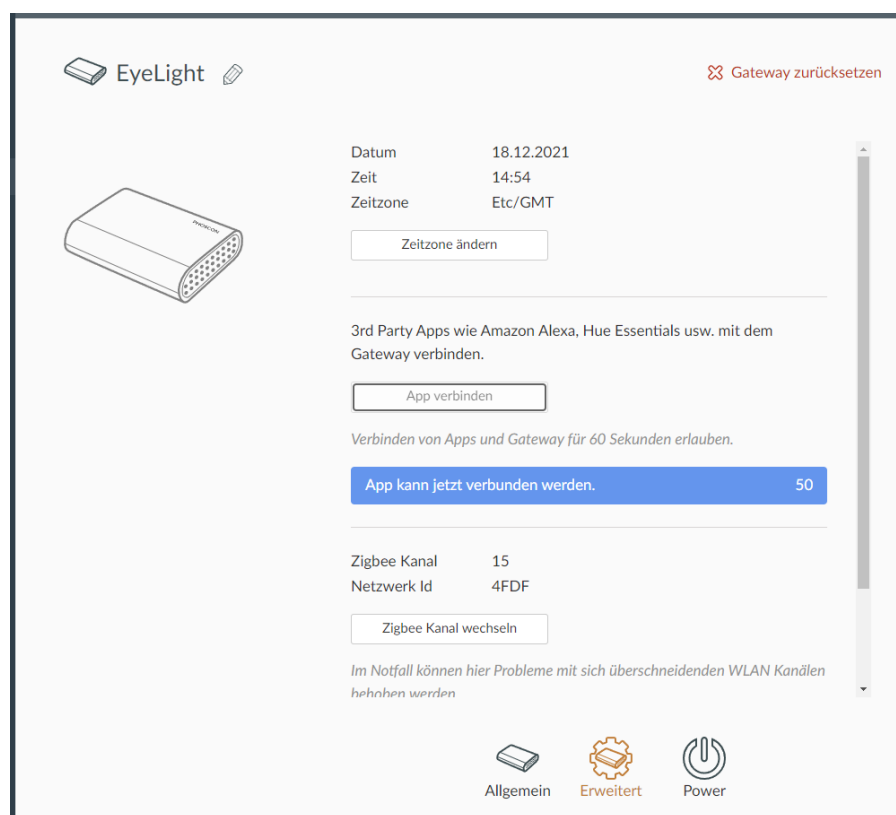 EyeLight
Gateway zurücksetzen
Datum 18.12.2021
Zeit 14:54
Zeitzone Etc/GMT
Zeitzone ändern
PHOSCON
3rd Party Apps wie Amazon Alexa, Hue Essentials usw. mit dem
Gateway verbinden.
App verbinden
Verbinden von Apps und Gateway für 60 Sekunden erlauben.
App kann jetzt verbunden werden. 50
Zigbee Kanal 15
Netzwerk Id 4FDF
Zigbee Kanal wechseln
Im Notfall können hier Probleme mit sich überschneidenden WLAN Kanälen
behoben werden
Allgemein Erweitert Power